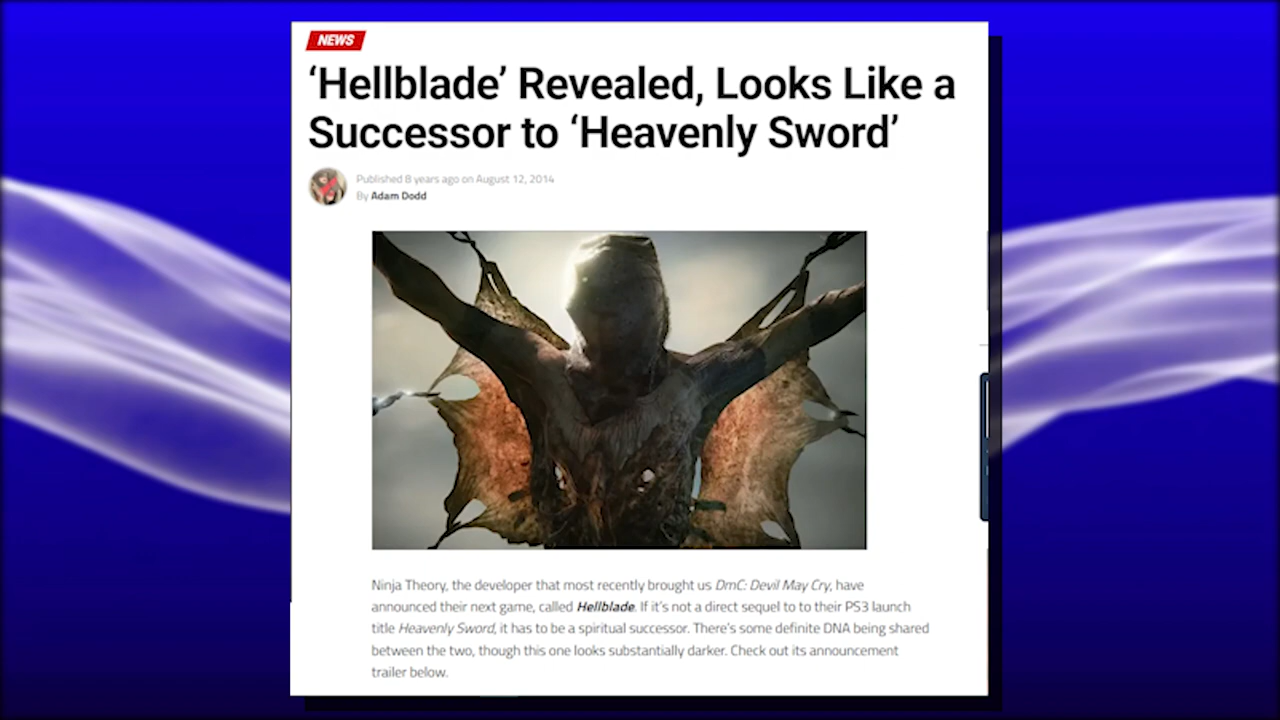 NEWS
‘Hellblade’ Revealed, Looks Like a
Successor to ‘Heavenly Sword’
Published 8 years ago on August 12, 2014
By Adam Dodd
Ninja Theory, the developer that most recently brought us DmC: Devil May Cry, have
announced their next game, called Hellblade. If it’s not a direct sequel to to their PS3 launch
title Heavenly Sword, it has to be a spiritual successor. There’s some definite DNA being shared
between the two, though this one looks substantially darker. Check out its announcement
trailer below.